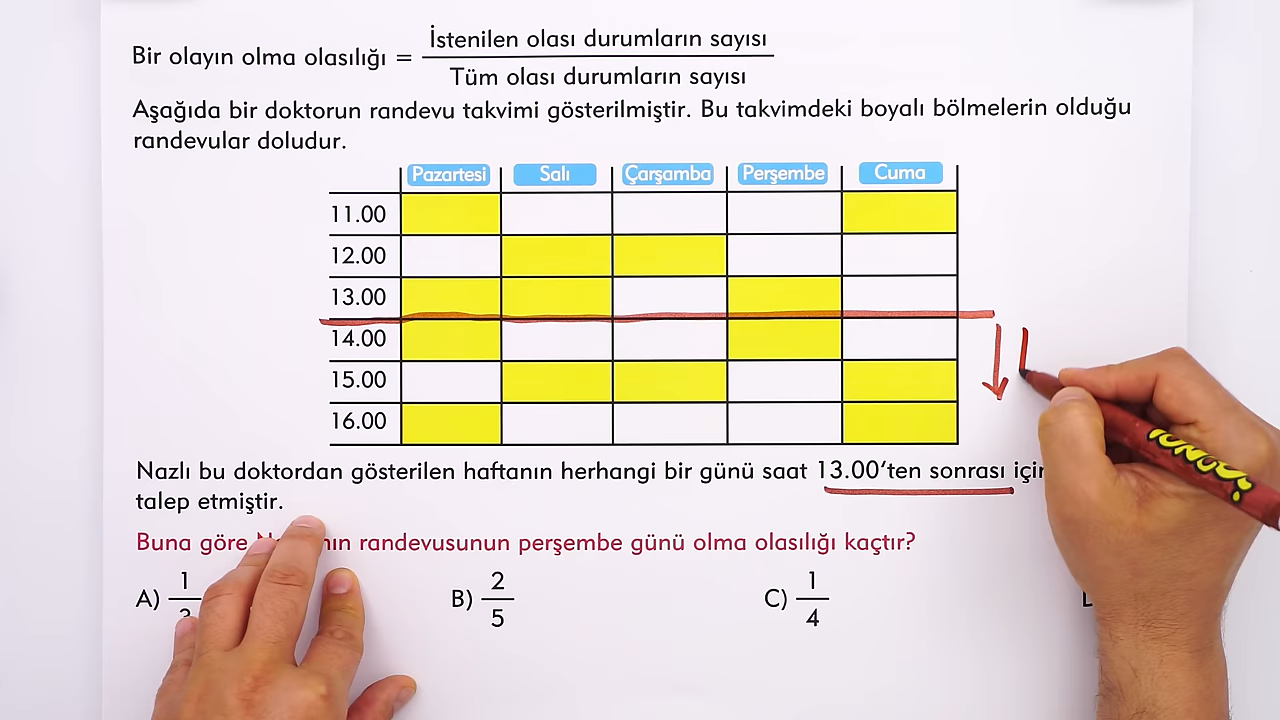 Bir olayın olma olasılığı = İstenilen olası durumların sayısı
Tüm olası durumların sayısı
Aşağıda bir doktorun randevu takvimi gösterilmiştir. Bu takvimdeki boyalı bölmelerin olduğu
randevular doludur.
Pazartesi Salı Çarşamba Perşembe Cuma
11.00
12.00
13.00
14.00
15.00
16.00
Nazlı bu doktordan gösterilen haftanın herhangi bir günü saat 13.00'ten sonrası için
talep etmiştir.
Buna göre randevusunun perşembe günü olma olasılığı kaçtır?
A) 1 B) 2/5 C) 1/4